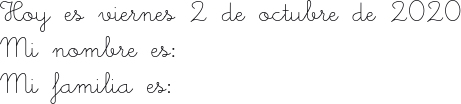 Hoy es viernes 2 de octubre de 2020
Mi nombre es:
Mi familia es: